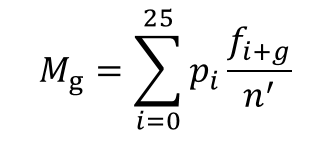 M_g = \sum_{i=0}^{25} p_i \frac{f_{i+g}}{n'}